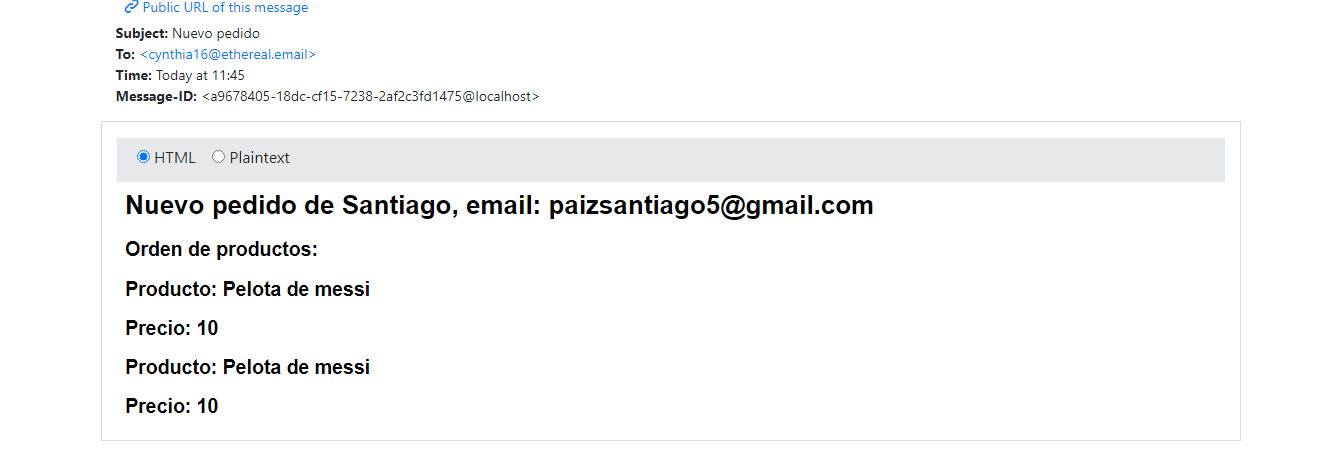 Public URL of this message
Subject: Nuevo pedido
To: <cynthia16@ethereal.email>
Time: Today at 11:45
Message-ID: <a9678405-18dc-cf15-7238-2af2c3fd1475@localhost>
HTML Plaintext
Nuevo pedido de Santiago, email: paizsantiago5@gmail.com
Orden de productos:
Producto: Pelota de messi
Precio: 10
Producto: Pelota de messi
Precio: 10